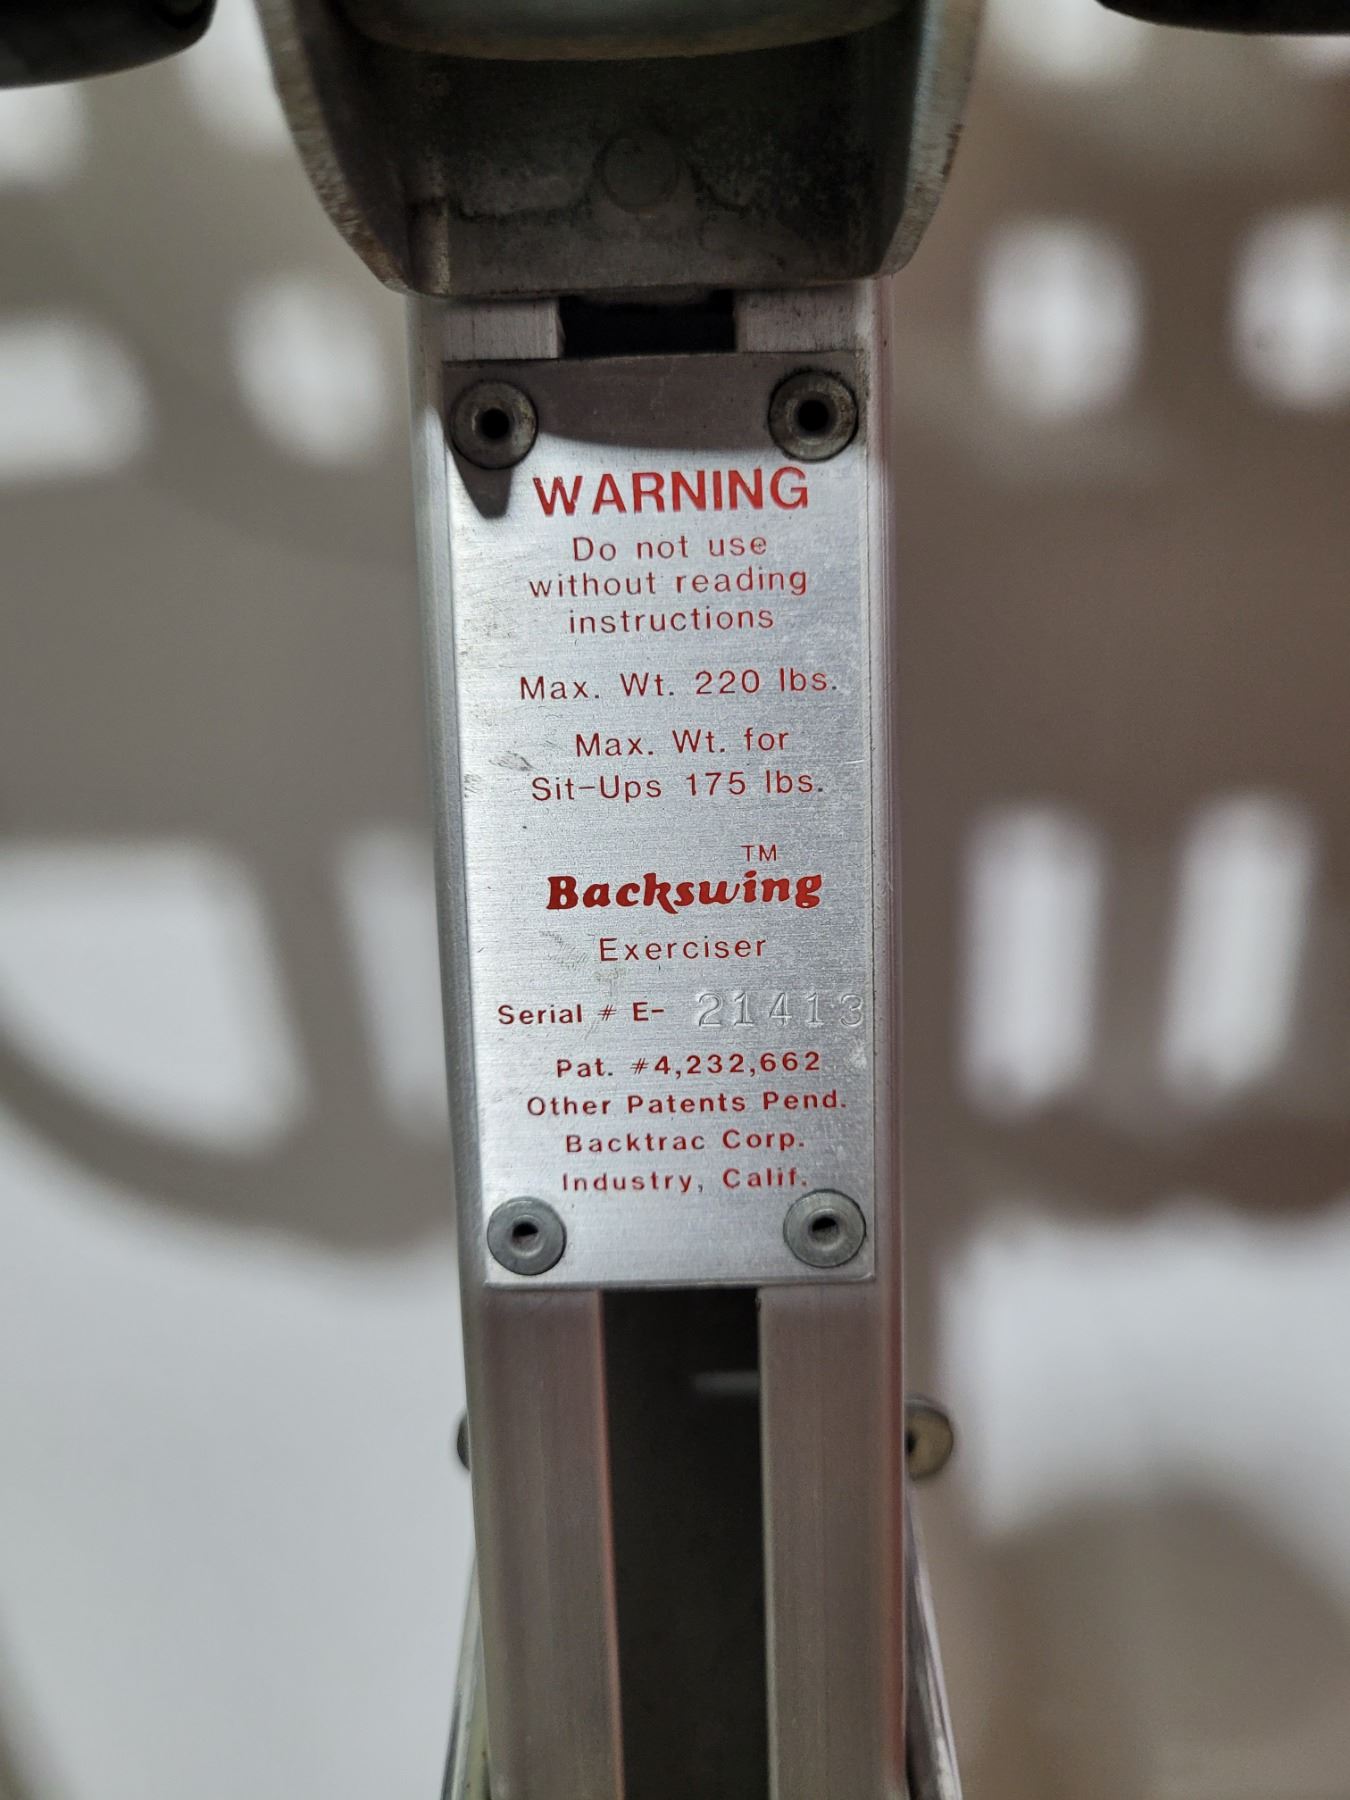 WARNING
Do not use
without reading
instructions
Max. Wt. 220 lbs.
Max. Wt. for
Sit-Ups 175 lbs.
TM
Backswing
Exerciser
Serial # E- 21413
Pat. #4,232,662
Other Patents Pend.
Backtrac Corp.
Industry, Calif.